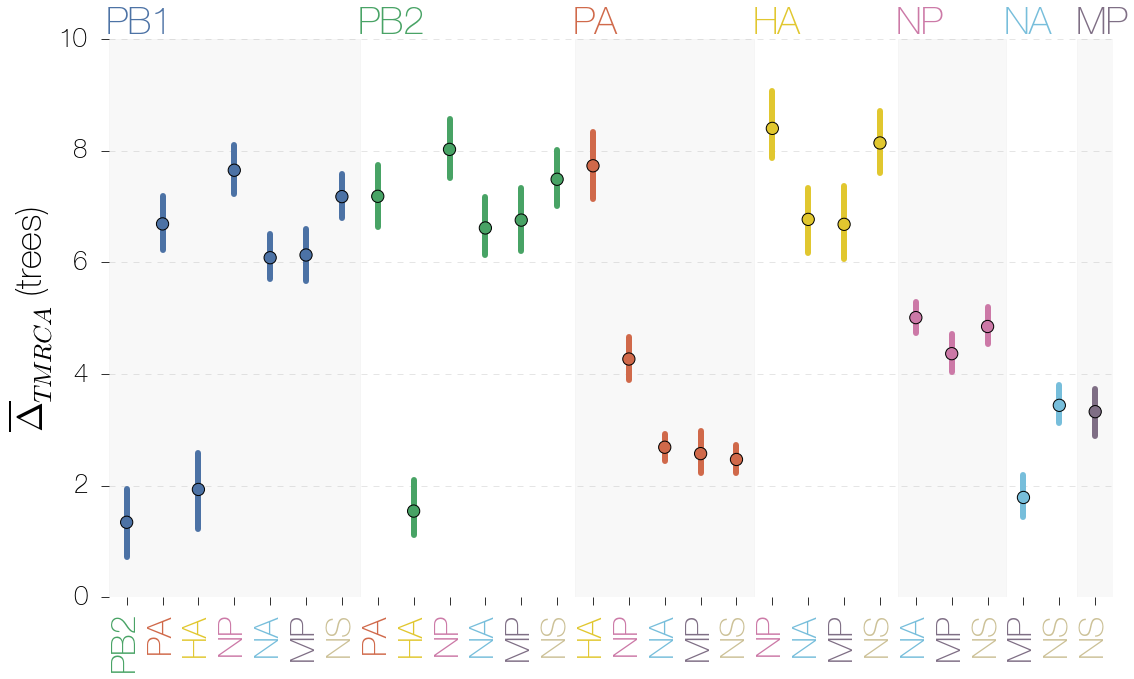 PB1 PB2 PA HA NP NA MP
10
8
6
4
2
0
Δ̅TMRCA (trees)
PB2 PA HA NP NA MP NS PA HA NP NA MP NS HA NP NA MP NS NP NA MP NS NA MP NS MP NS NS